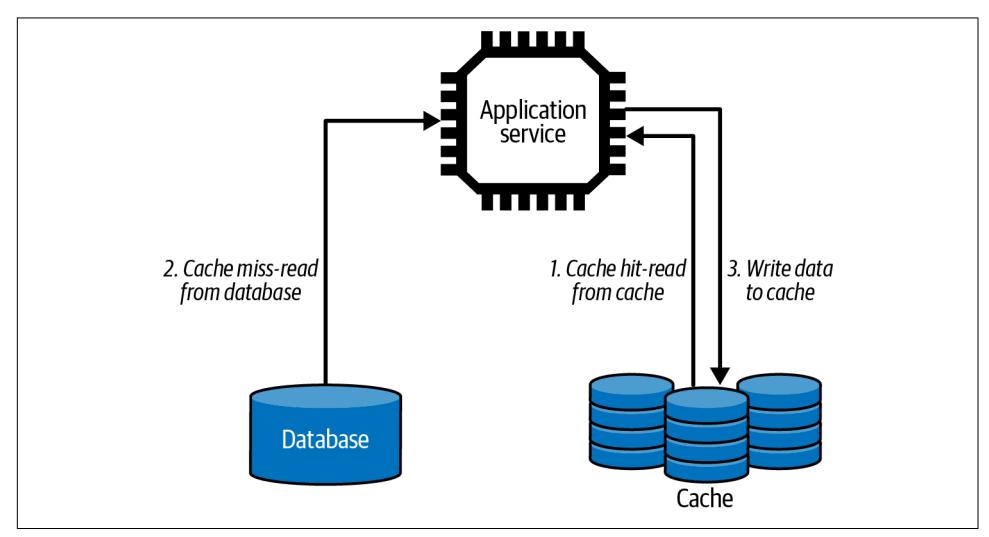 Application
service
2. Cache miss-read
from database
1. Cache hit-read
from cache
3. Write data
to cache
Database
Cache